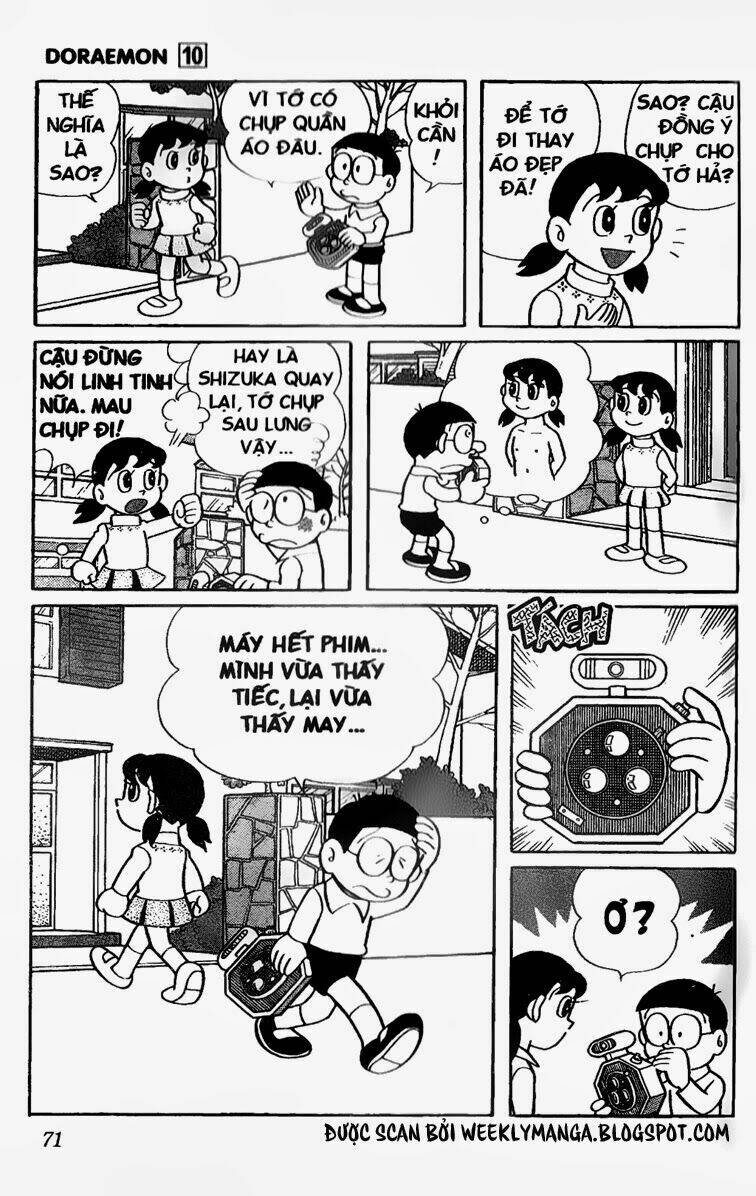 DORAEMON 10
SAO? CẬU
ĐỒNG Ý
CHỤP CHO
TỚ HẢ?
ĐỂ TỚ
ĐI THAY
ÁO ĐẸP
ĐÃ!
KHỎI
CẦN
!
VÌ TỚ CÓ
CHỤP QUẦN
ÁO ĐÂU.
THẾ
NGHĨA
LÀ
SAO?
HAY LÀ
SHIZUKA QUAY
LẠI, TỚ CHỤP
SAU LƯNG
VẬY...
CẬU ĐỪNG
NÓI LINH TINH
NỮA. MAU
CHỤP ĐI!
TÁCH
Ơ?
MÁY HẾT PHIM...
MÌNH VỪA THẤY
TIẾC, LẠI VỪA
THẤY MAY...
71
ĐƯỢC SCAN BỞI WEEKLYMANGA.BLOGSPOT.COM